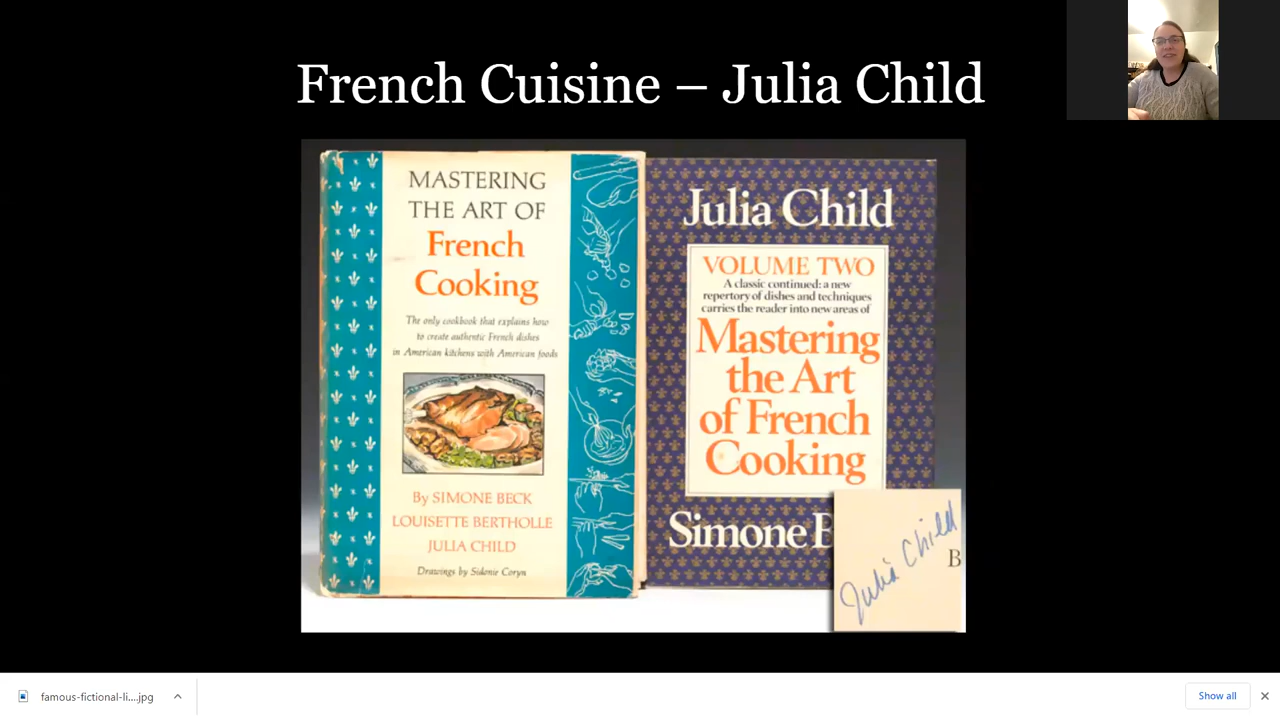 French Cuisine – Julia Child
MASTERING
THE ART OF
French
Cooking
The only cookbook that explains how
to create authentic French dishes
in American kitchens with American foods
By SIMONE BECK
LOUISETTE BERTHOLLE
JULIA CHILD
Drawings by Sidonie Coryn
Julia Child
VOLUME TWO
A classic continued: a new
repertory of dishes and techniques
carries the reader into new areas of
Mastering
the Art
of French
Cooking
Simone B
Julia Child
B
famous-fictional-li....jpg
Show all